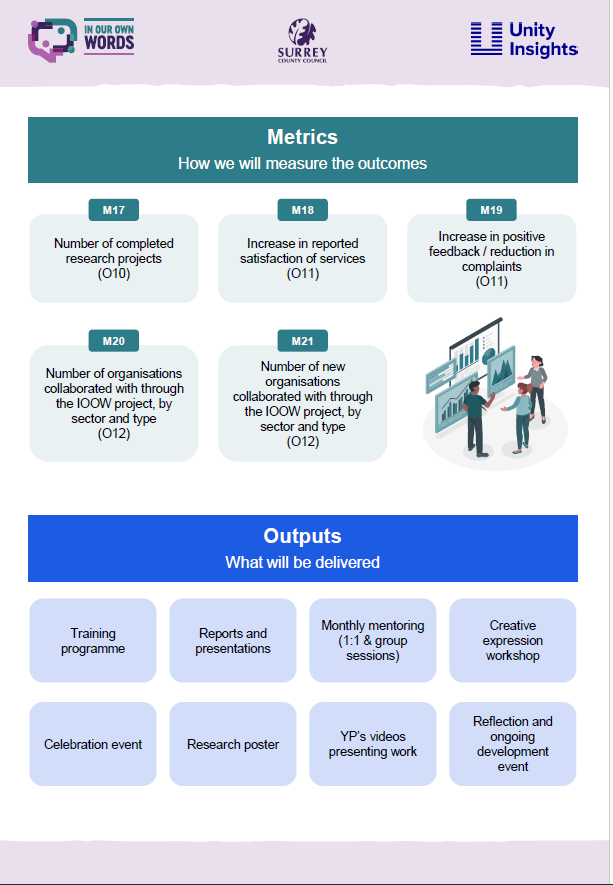 IN OUR OWN
WORDS
SURREY
COUNTY COUNCIL
Unity
Insights
Metrics
How we will measure the outcomes
M17
Number of completed
research projects
(O10)
M18
Increase in reported
satisfaction of services
(O11)
M19
Increase in positive
feedback / reduction in
complaints
(O11)
M20
Number of organisations
collaborated with through
the IOOW project, by
sector and type
(O12)
M21
Number of new
organisations
collaborated with through
the IOOW project, by
sector and type
(O12)
Outputs
What will be delivered
Training
programme
Reports and
presentations
Monthly mentoring
(1:1 & group
sessions)
Creative
expression
workshop
Celebration event
Research poster
YP's videos
presenting work
Reflection and
ongoing
development
event